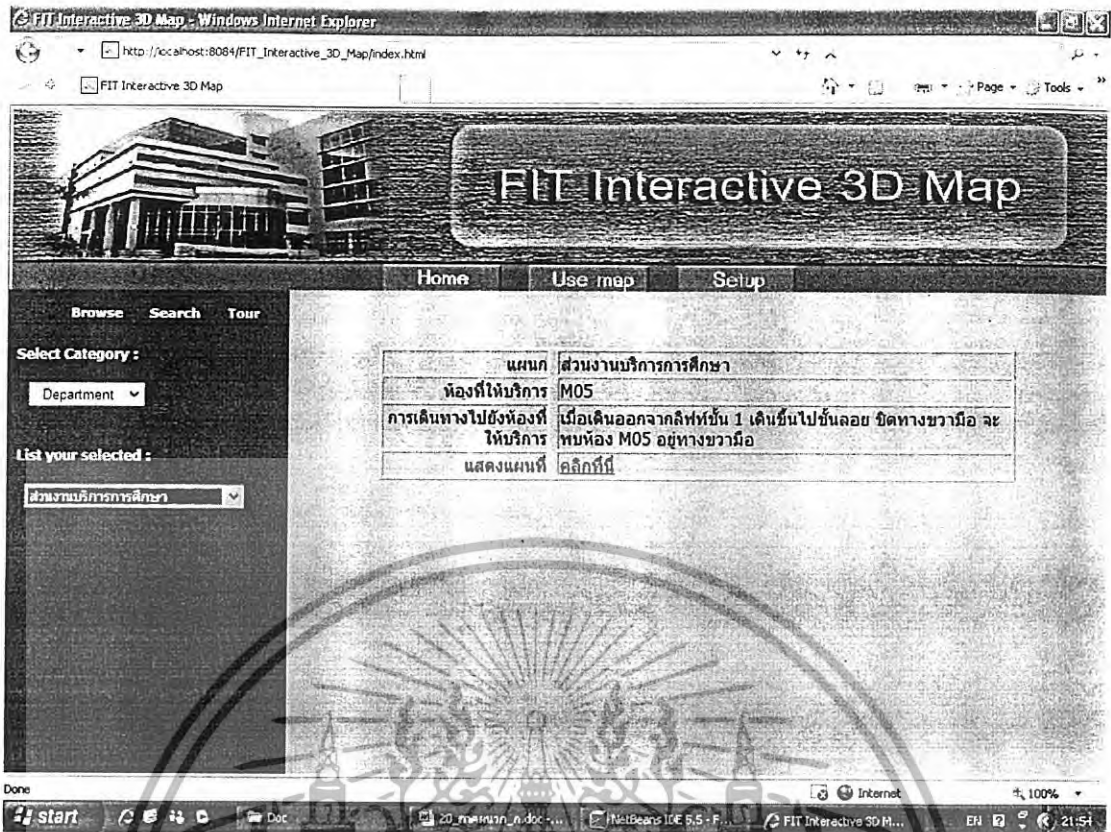 FIT Interactive 3D Map - Windows Internet Explorer
http://localhost:8084/FIT_Interactive_3D_Map/index.html
FIT Interactive 3D Map
Page
Tools
FIT Interactive 3D Map
Home
Use map
Setup
Browse Search Tour
Select Category :
Department
List your selected :
ส่วนงานบริการการศึกษา
แผนก ส่วนงานบริการการศึกษา
ห้องที่ให้บริการ M05
การเดินทางไปยังห้องที่ให้บริการ เมื่อเดินออกจากลิฟท์ชั้น 1 เดินขึ้นไปชั้นลอย ชิดทางขวามือ จะ
พบห้อง M05 อยู่ทางขวามือ
แสดงแผนที่ คลิกที่นี่
Done
Internet
100%
start
Doc
NetBeans IDE 5.5 - F...
FIT Interactive 3D M...
EN
21:54